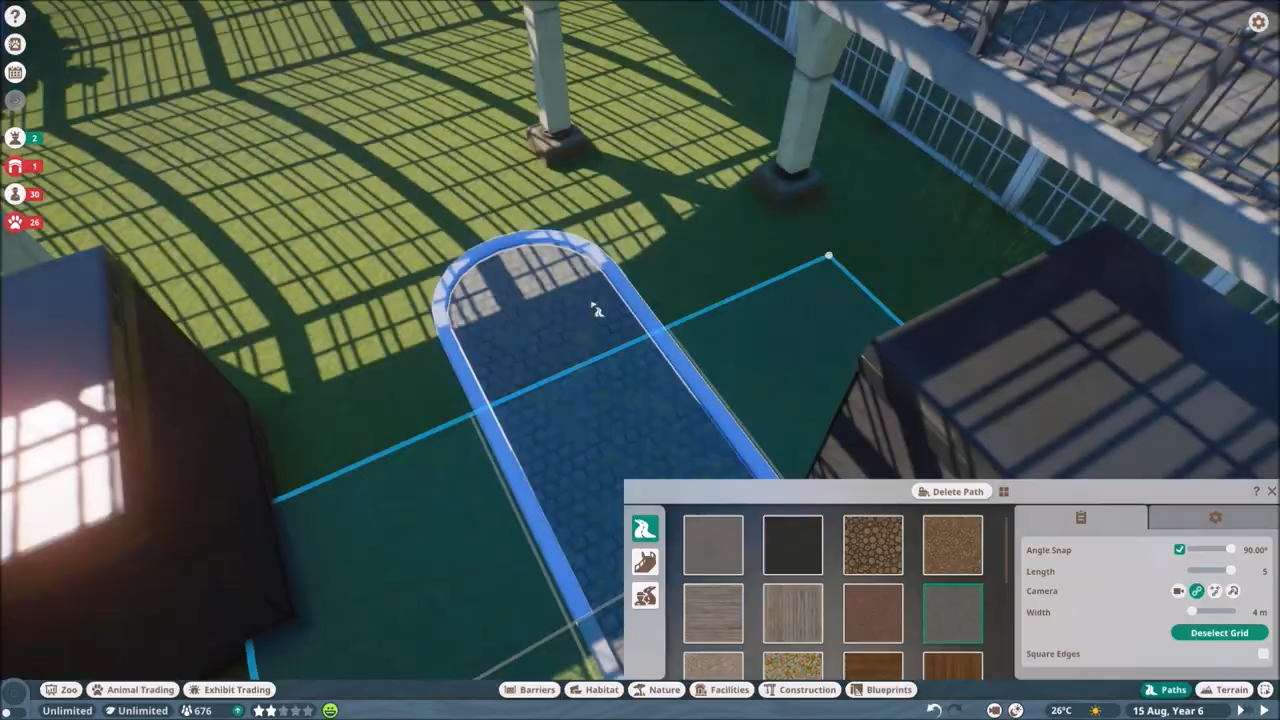 ?
2
1
30
26
Delete Path
?
Angle Snap 90.00°
Length 5
Camera
Width 4 m
Deselect Grid
Square Edges
Zoo Animal Trading Exhibit Trading Barriers Habitat Nature Facilities Construction Blueprints Paths Terrain
Unlimited Unlimited 676 26°C 15 Aug, Year 6